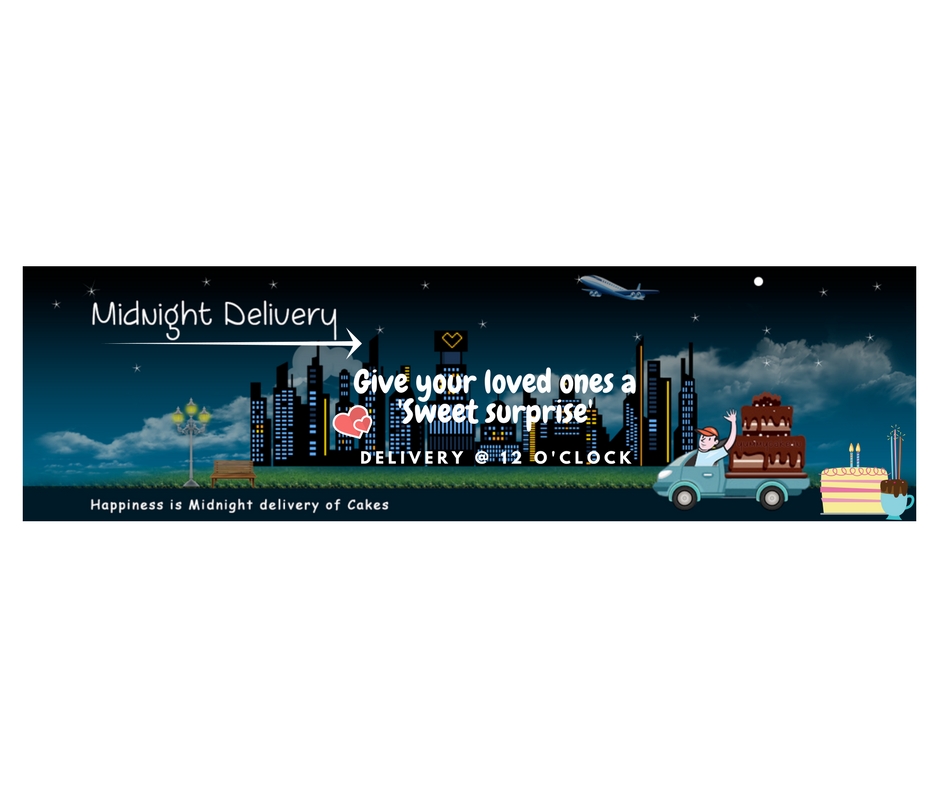 Midnight Delivery
Give your loved ones a
'Sweet surprise'
DELIVERY @ 12 O'CLOCK
Happiness is Midnight delivery of Cakes